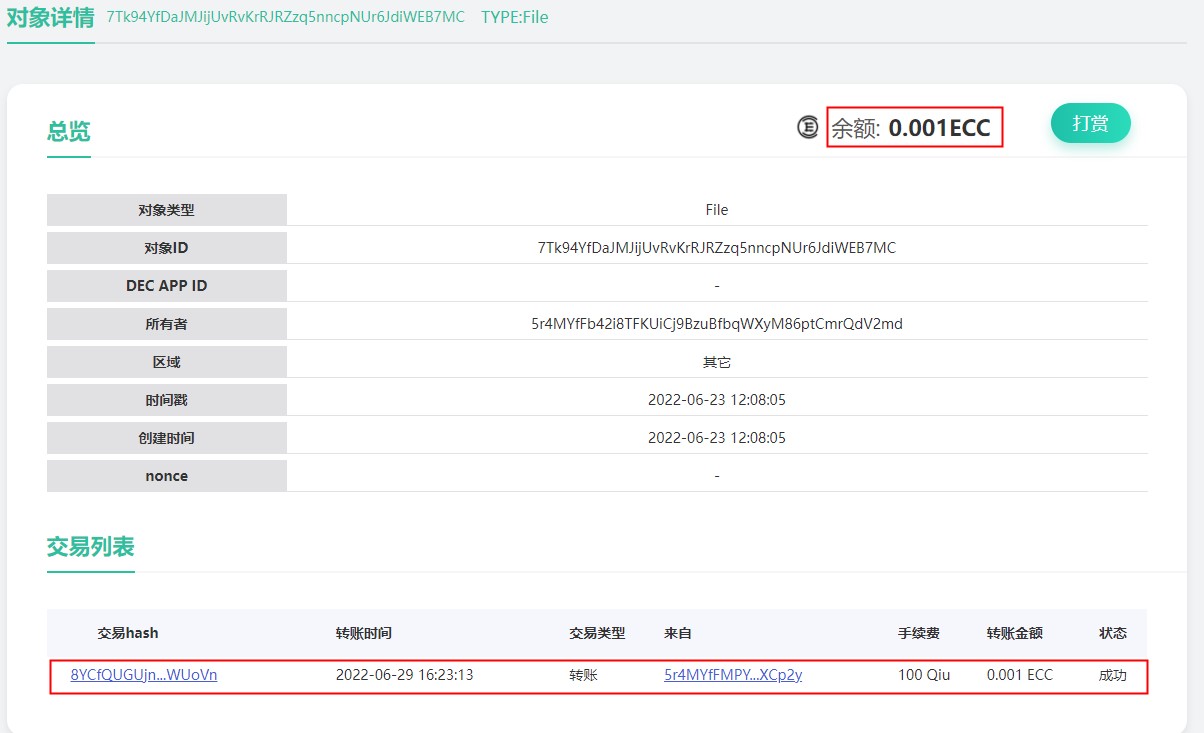 对象详情 7Tk94YfDaJMJijUvRvKrRJRZzq5nncpNUr6JdiWEB7MC TYPE:File
总览 余额: 0.001ECC 打赏
对象类型 File
对象ID 7Tk94YfDaJMJijUvRvKrRJRZzq5nncpNUr6JdiWEB7MC
DEC APP ID -
所有者 5r4MYfFb42i8TFKUiCj9BzuBfbqWXyM86ptCmrQdV2md
区域 其它
时间戳 2022-06-23 12:08:05
创建时间 2022-06-23 12:08:05
nonce -
交易列表
交易hash 转账时间 交易类型 来自 手续费 转账金额 状态
8YCfQUGUjn...WUoVn 2022-06-29 16:23:13 转账 5r4MYfFMPY...XCp2y 100 Qiu 0.001 ECC 成功